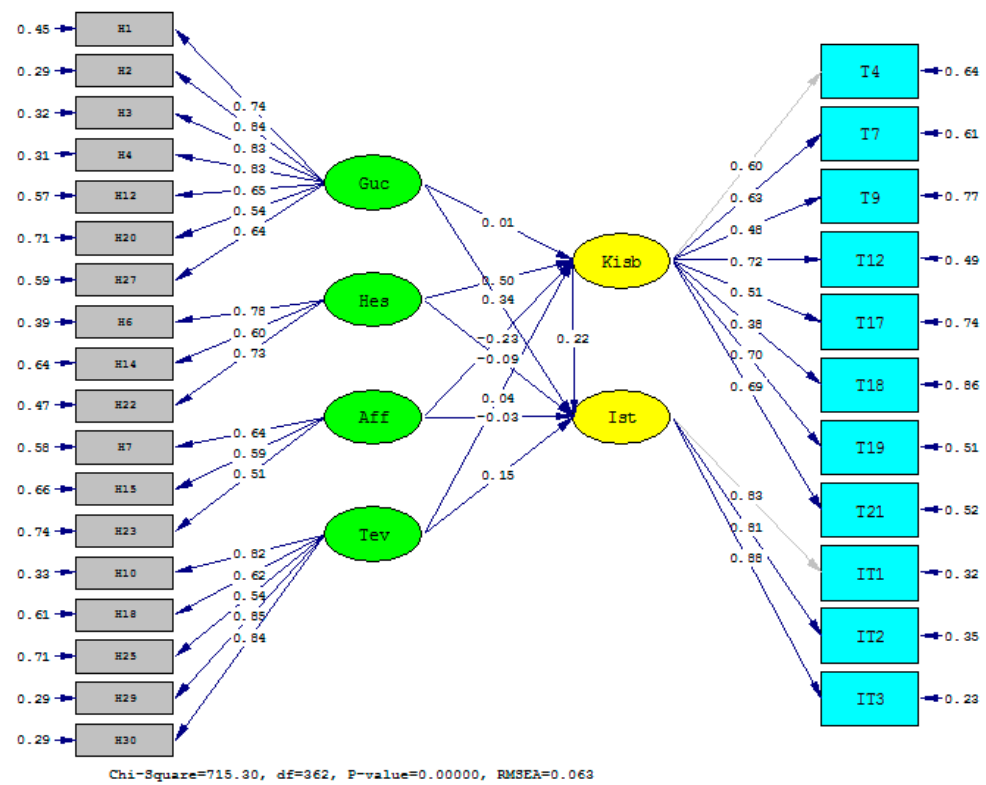 0.45 H1
0.29 H2
0.32 H3
0.31 H4
0.57 H12
0.71 H20
0.59 H27
0.39 H6
0.64 H14
0.47 H22
0.58 H7
0.66 H15
0.74 H23
0.33 H10
0.61 H18
0.71 H25
0.29 H29
0.29 H30
0.74
0.84
0.83
0.83
0.65
0.54
0.64
0.78
0.60
0.73
0.64
0.59
0.51
0.82
0.62
0.54
0.85
0.84
Guc
Hes
Aff
Tev
0.01
0.50
0.34
-0.23
-0.09
0.04
-0.03
0.15
0.22
Kisb
Ist
0.60
0.63
0.48
0.72
0.51
0.38
0.70
0.69
0.83
0.81
0.88
T4 0.64
T7 0.61
T9 0.77
T12 0.49
T17 0.74
T18 0.86
T19 0.51
T21 0.52
IT1 0.32
IT2 0.35
IT3 0.23
Chi-Square=715.30, df=362, P-value=0.00000, RMSEA=0.063